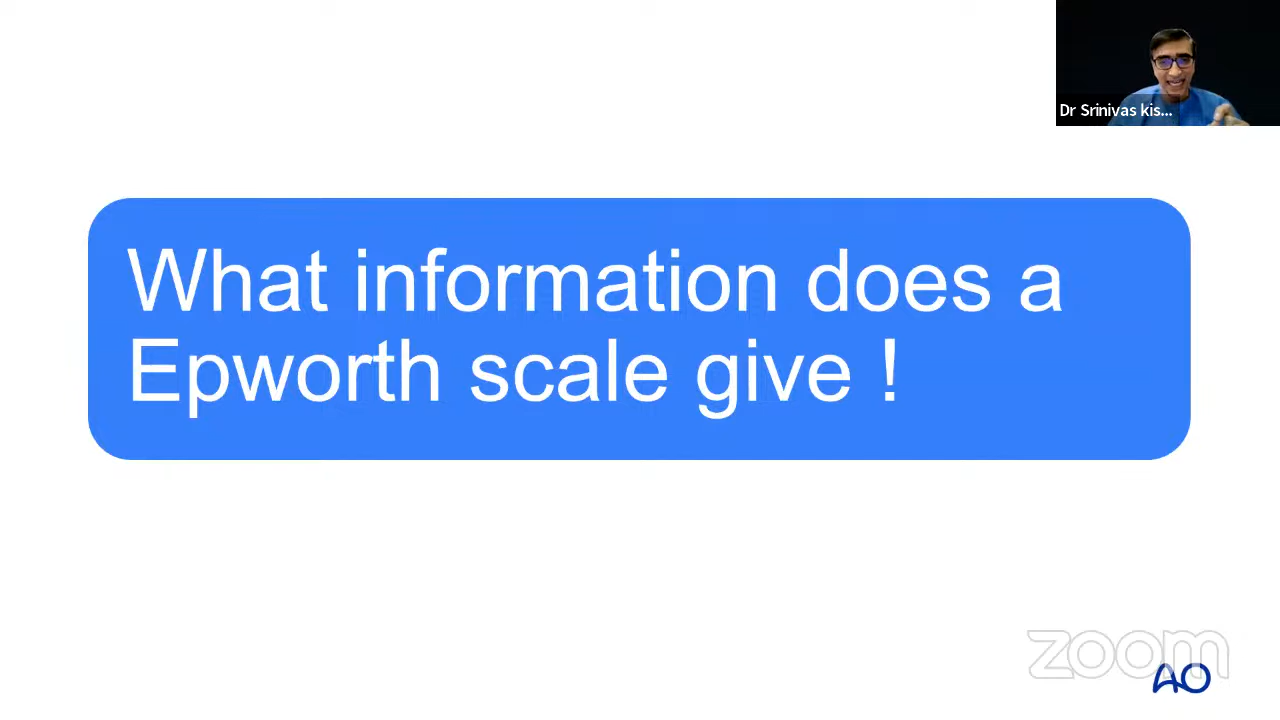 Dr Srinivas kis...
What information does a
Epworth scale give !
zoom
AO